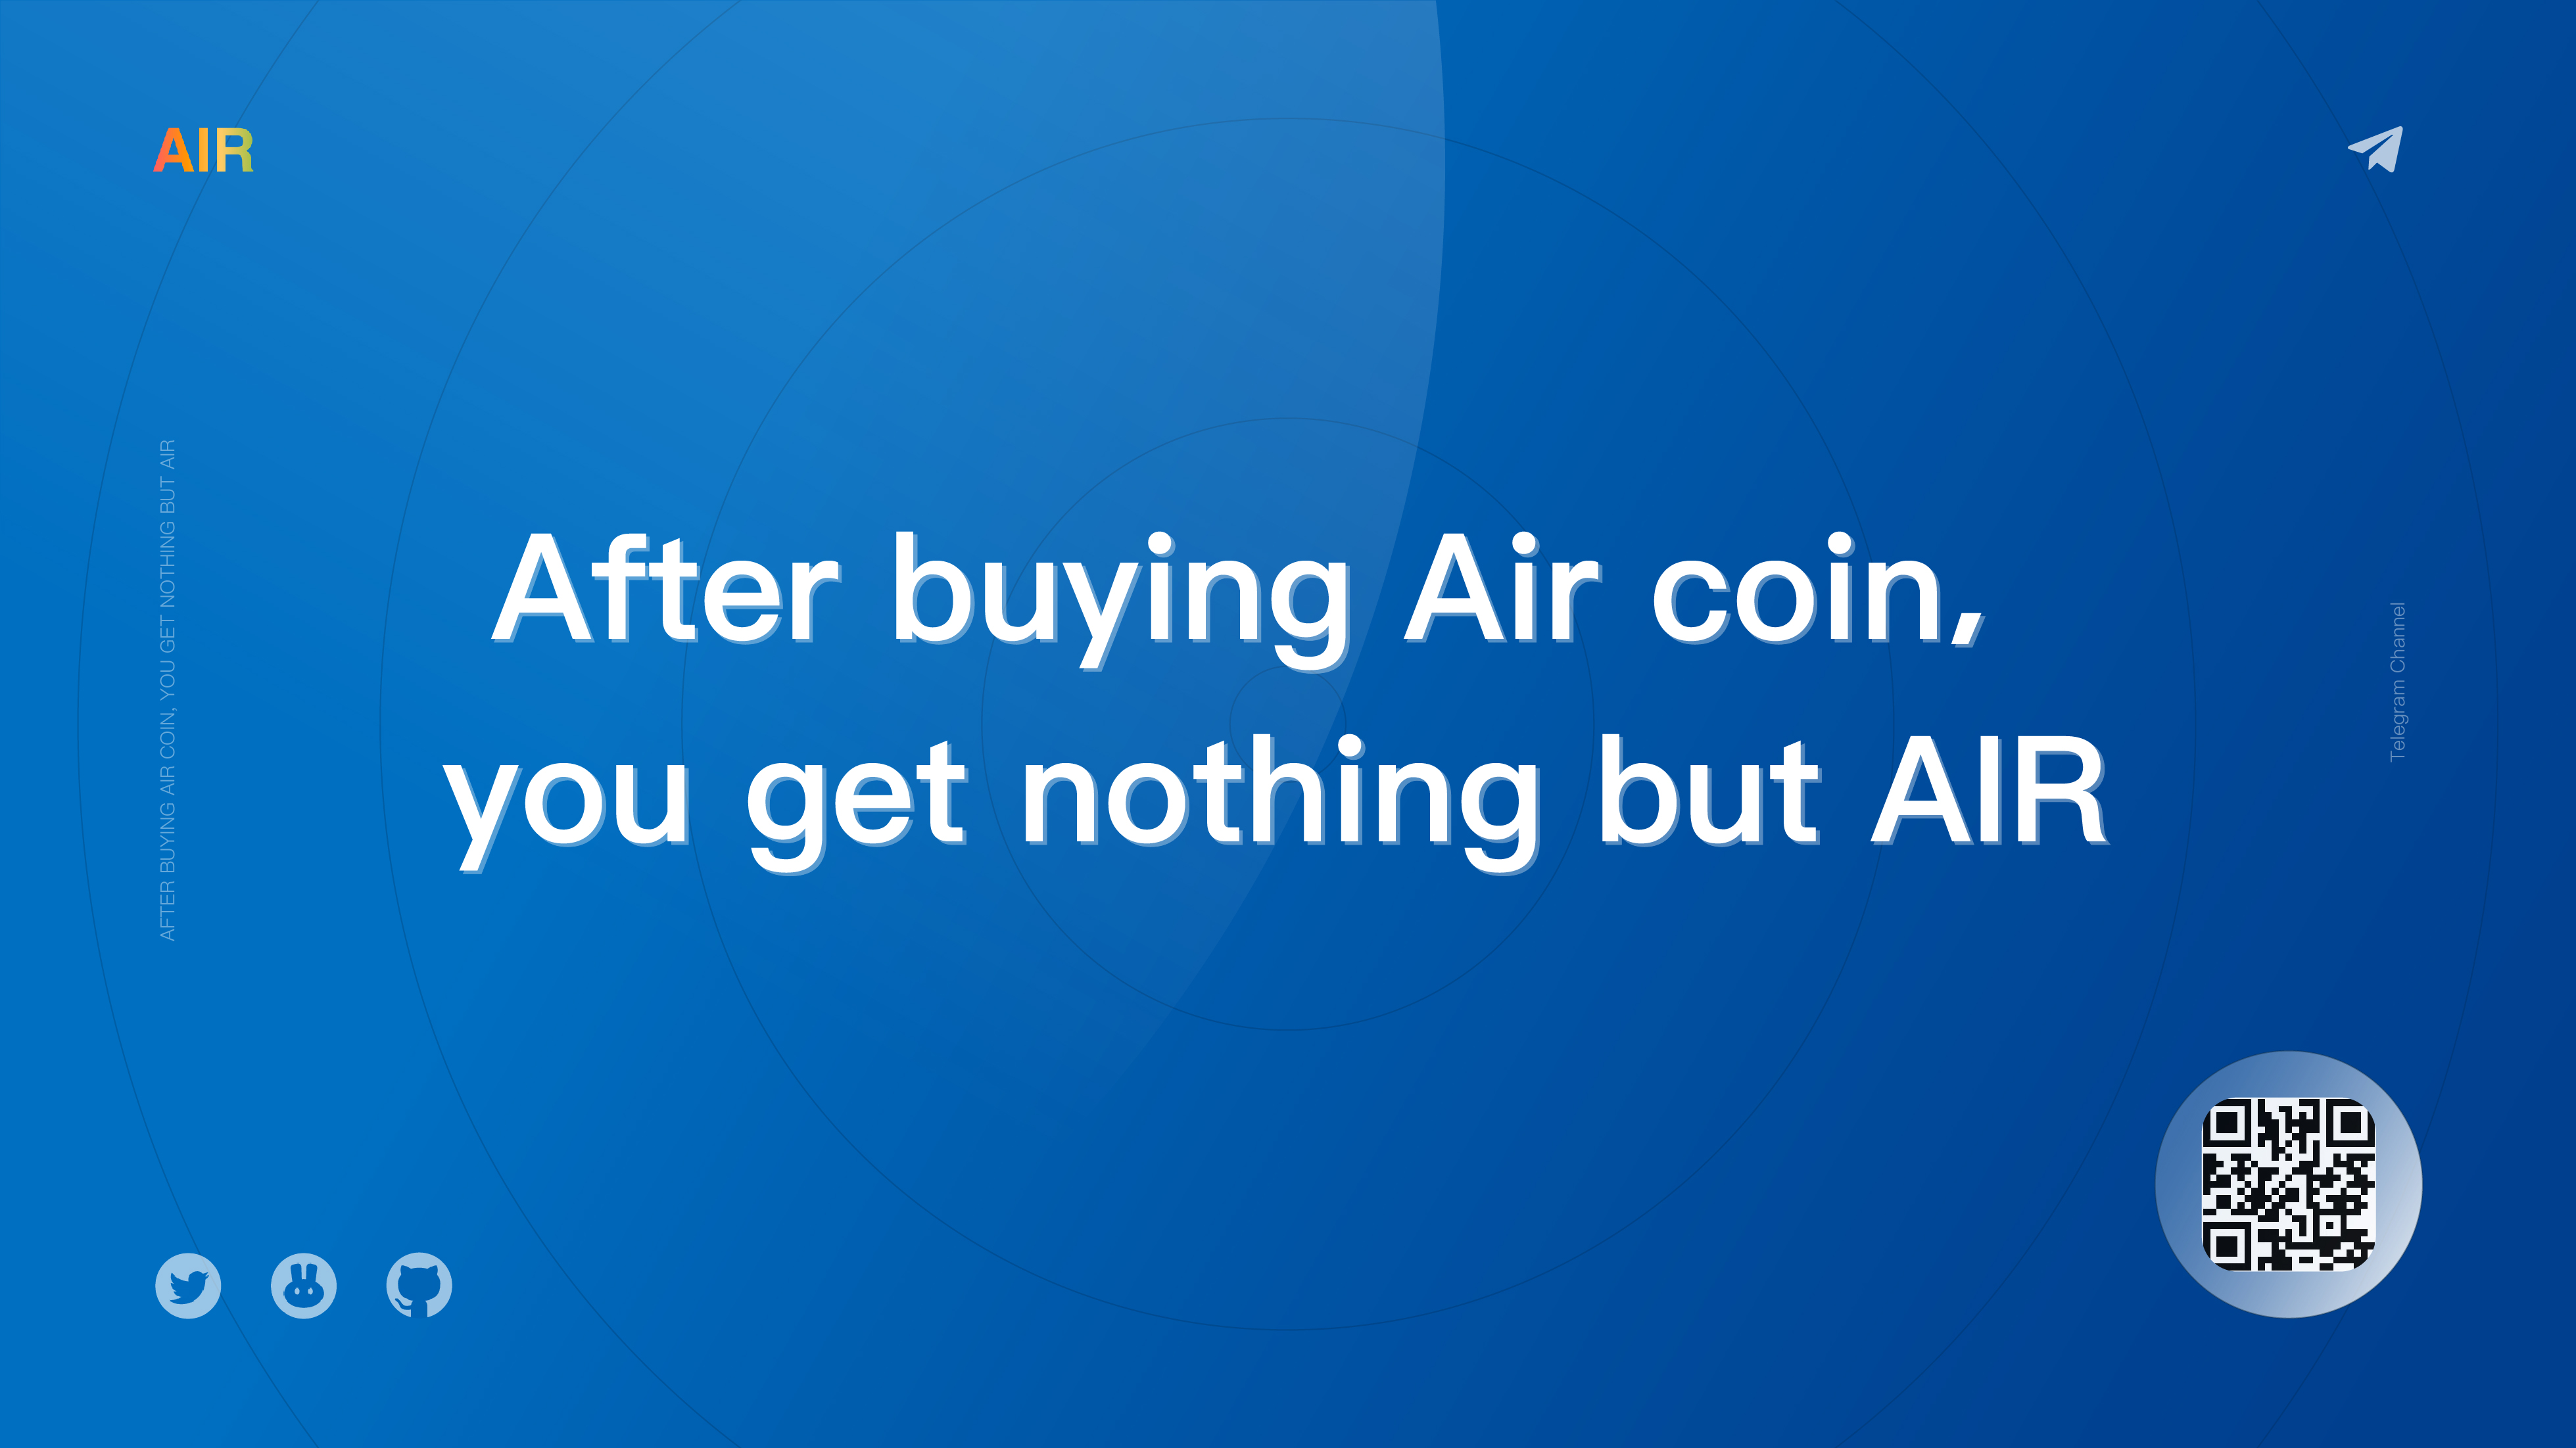 AIR
AFTER BUYING AIR COIN, YOU GET NOTHING BUT AIR
After buying Air coin,
you get nothing but AIR
Telegram Channel